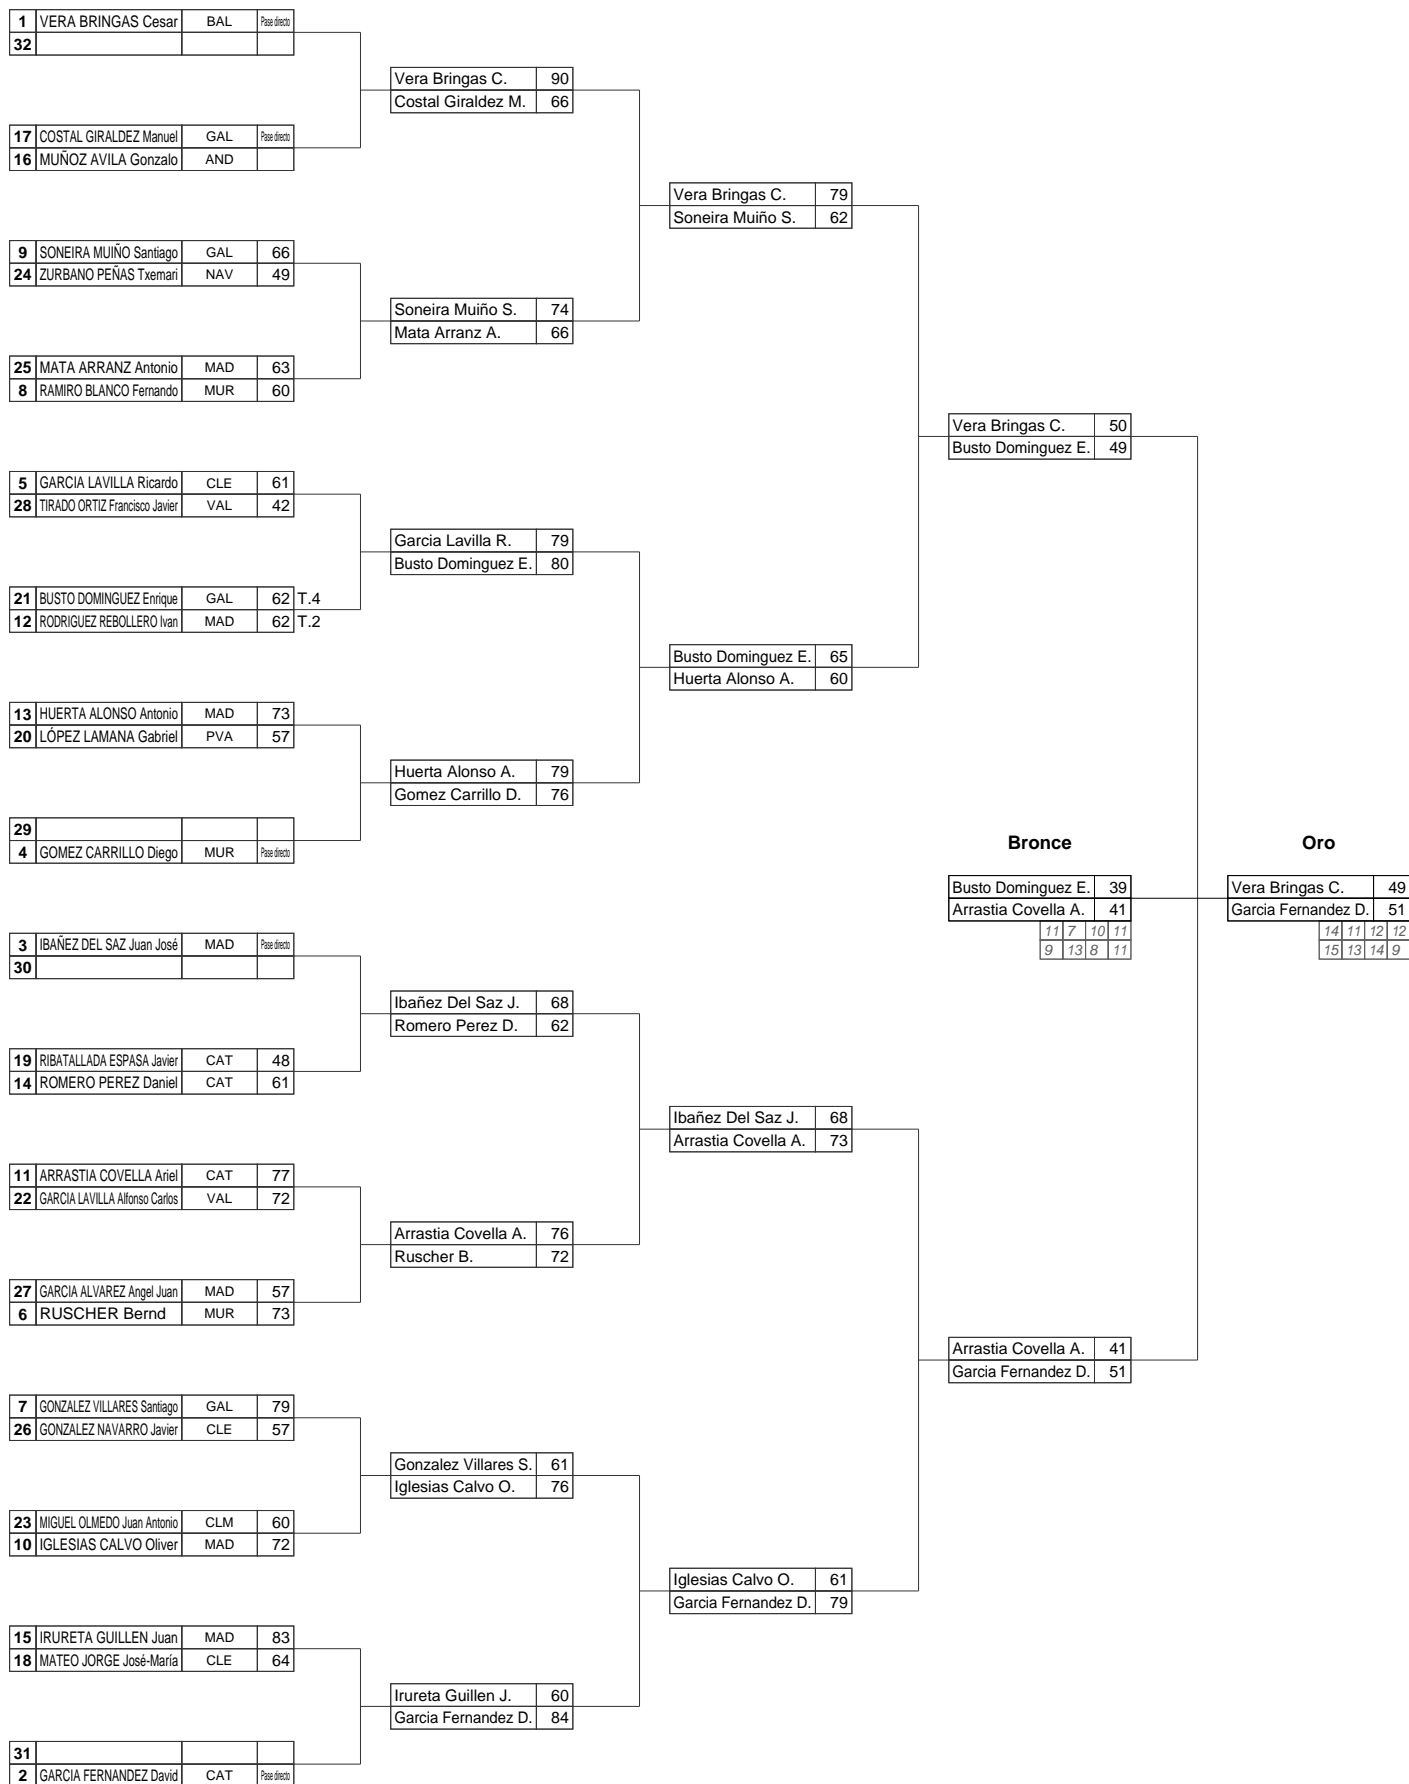 1 VERA BRINGAS Cesar BAL Pase directo
32
Vera Bringas C. 90
Costal Giraldez M. 66
17 COSTAL GIRALDEZ Manuel GAL Pase directo
16 MUÑOZ AVILA Gonzalo AND
Vera Bringas C. 79
Soneira Muiño S. 62
9 SONEIRA MUIÑO Santiago GAL 66
24 ZURBANO PEÑAS Txemari NAV 49
Soneira Muiño S. 74
Mata Arranz A. 66
25 MATA ARRANZ Antonio MAD 63
8 RAMIRO BLANCO Fernando MUR 60
Vera Bringas C. 50
Busto Dominguez E. 49
5 GARCIA LAVILLA Ricardo CLE 61
28 TIRADO ORTIZ Francisco Javier VAL 42
Garcia Lavilla R. 79
Busto Dominguez E. 80
21 BUSTO DOMINGUEZ Enrique GAL 62 T.4
12 RODRIGUEZ REBOLLERO Ivan MAD 62 T.2
Busto Dominguez E. 65
Huerta Alonso A. 60
13 HUERTA ALONSO Antonio MAD 73
20 LÓPEZ LAMANA Gabriel PVA 57
Huerta Alonso A. 79
Gomez Carrillo D. 76
29
4 GOMEZ CARRILLO Diego MUR Pase directo
Bronce Oro
Busto Dominguez E. 39 Vera Bringas C. 49
Arrastia Covella A. 41 Garcia Fernandez D. 51
11 7 10 11 14 11 12 12
9 13 8 11 15 13 14 9
3 IBAÑEZ DEL SAZ Juan José MAD Pase directo
30
Ibañez Del Saz J. 68
Romero Perez D. 62
19 RIBATALLADA ESPASA Javier CAT 48
14 ROMERO PEREZ Daniel CAT 61
Ibañez Del Saz J. 68
Arrastia Covella A. 73
11 ARRASTIA COVELLA Ariel CAT 77
22 GARCIA LAVILLA Alfonso Carlos VAL 72
Arrastia Covella A. 76
Ruscher B. 72
27 GARCIA ALVAREZ Angel Juan MAD 57
6 RUSCHER Bernd MUR 73
Arrastia Covella A. 41
Garcia Fernandez D. 51
7 GONZALEZ VILLARES Santiago GAL 79
26 GONZALEZ NAVARRO Javier CLE 57
Gonzalez Villares S. 61
Iglesias Calvo O. 76
23 MIGUEL OLMEDO Juan Antonio CLM 60
10 IGLESIAS CALVO Oliver MAD 72
Iglesias Calvo O. 61
Garcia Fernandez D. 79
15 IRURETA GUILLEN Juan MAD 83
18 MATEO JORGE José-María CLE 64
Irureta Guillen J. 60
Garcia Fernandez D. 84
31
2 GARCIA FERNANDEZ David CAT Pase directo